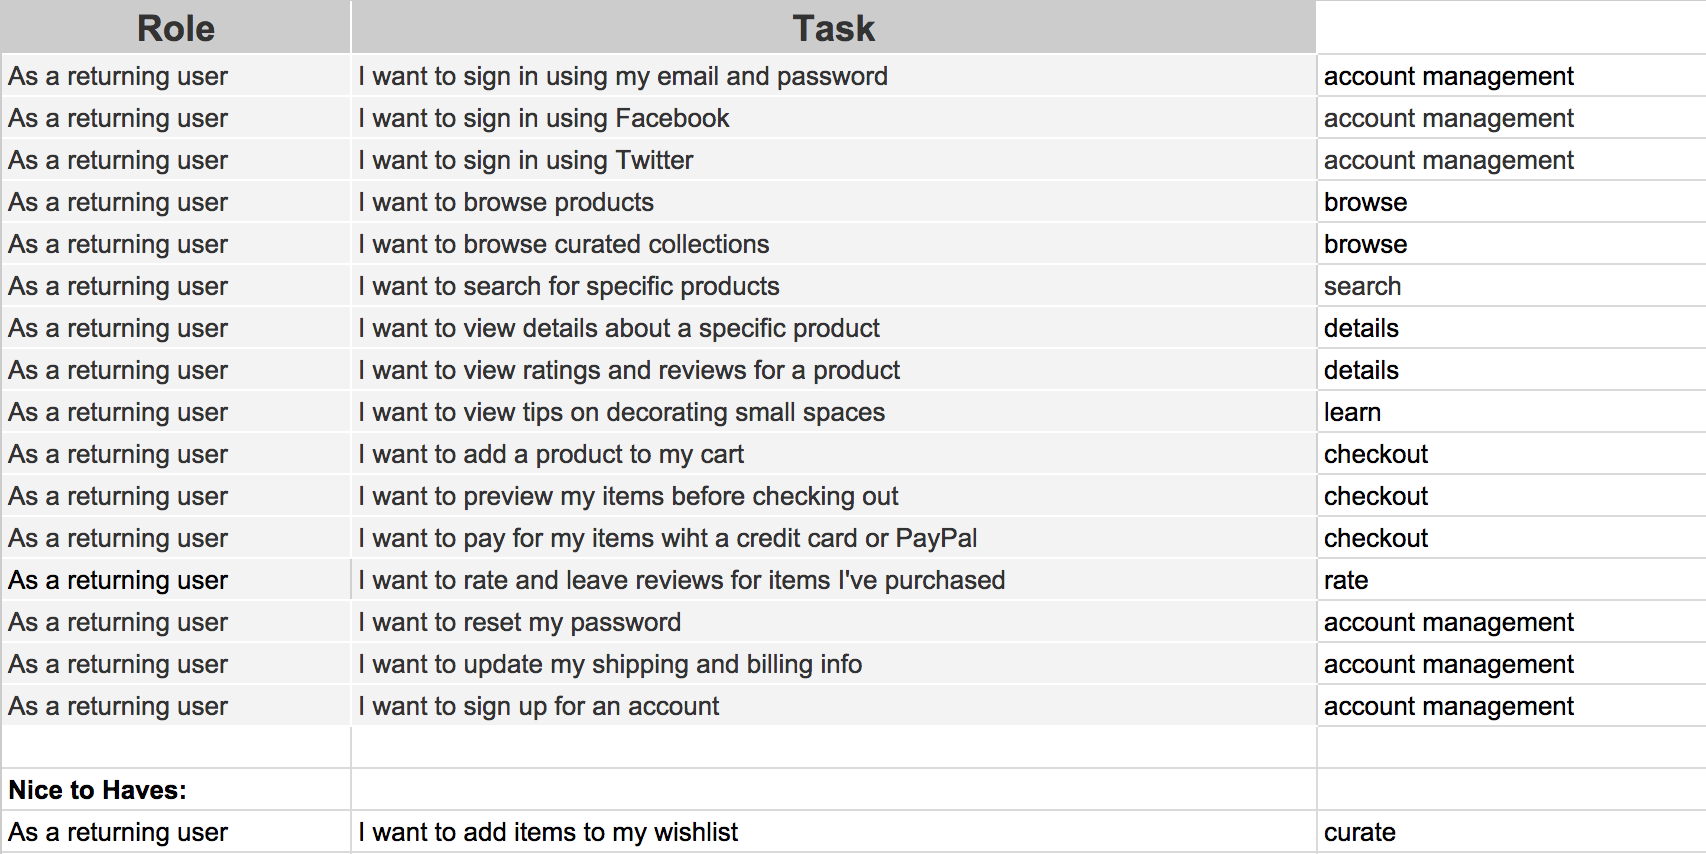 Role Task
As a returning user I want to sign in using my email and password account management
As a returning user I want to sign in using Facebook account management
As a returning user I want to sign in using Twitter account management
As a returning user I want to browse products browse
As a returning user I want to browse curated collections browse
As a returning user I want to search for specific products search
As a returning user I want to view details about a specific product details
As a returning user I want to view ratings and reviews for a product details
As a returning user I want to view tips on decorating small spaces learn
As a returning user I want to add a product to my cart checkout
As a returning user I want to preview my items before checking out checkout
As a returning user I want to pay for my items wiht a credit card or PayPal checkout
As a returning user I want to rate and leave reviews for items I've purchased rate
As a returning user I want to reset my password account management
As a returning user I want to update my shipping and billing info account management
As a returning user I want to sign up for an account account management
Nice to Haves:
As a returning user I want to add items to my wishlist curate